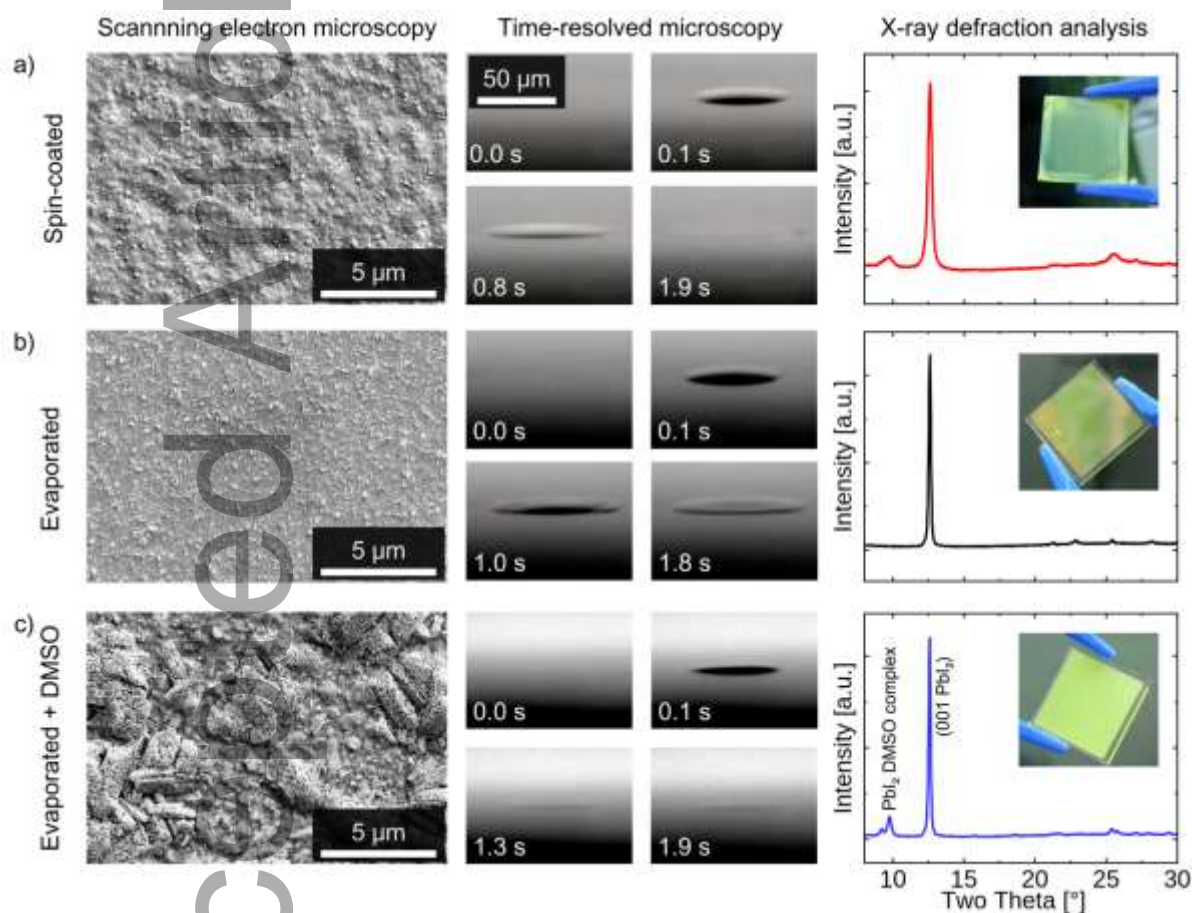 Scannning electron microscopy
Time-resolved microscopy
X-ray defraction analysis
a)
Spin-coated
5 µm
50 µm
0.0 s
0.1 s
0.8 s
1.9 s
Intensity [a.u.]
b)
Evaporated
5 µm
0.0 s
0.1 s
1.0 s
1.8 s
Intensity [a.u.]
c)
Evaporated + DMSO
5 µm
0.0 s
0.1 s
1.3 s
1.9 s
Intensity [a.u.]
PbI₂ DMSO complex
(001 PbI₂)
10 15 20 25 30
Two Theta [°]